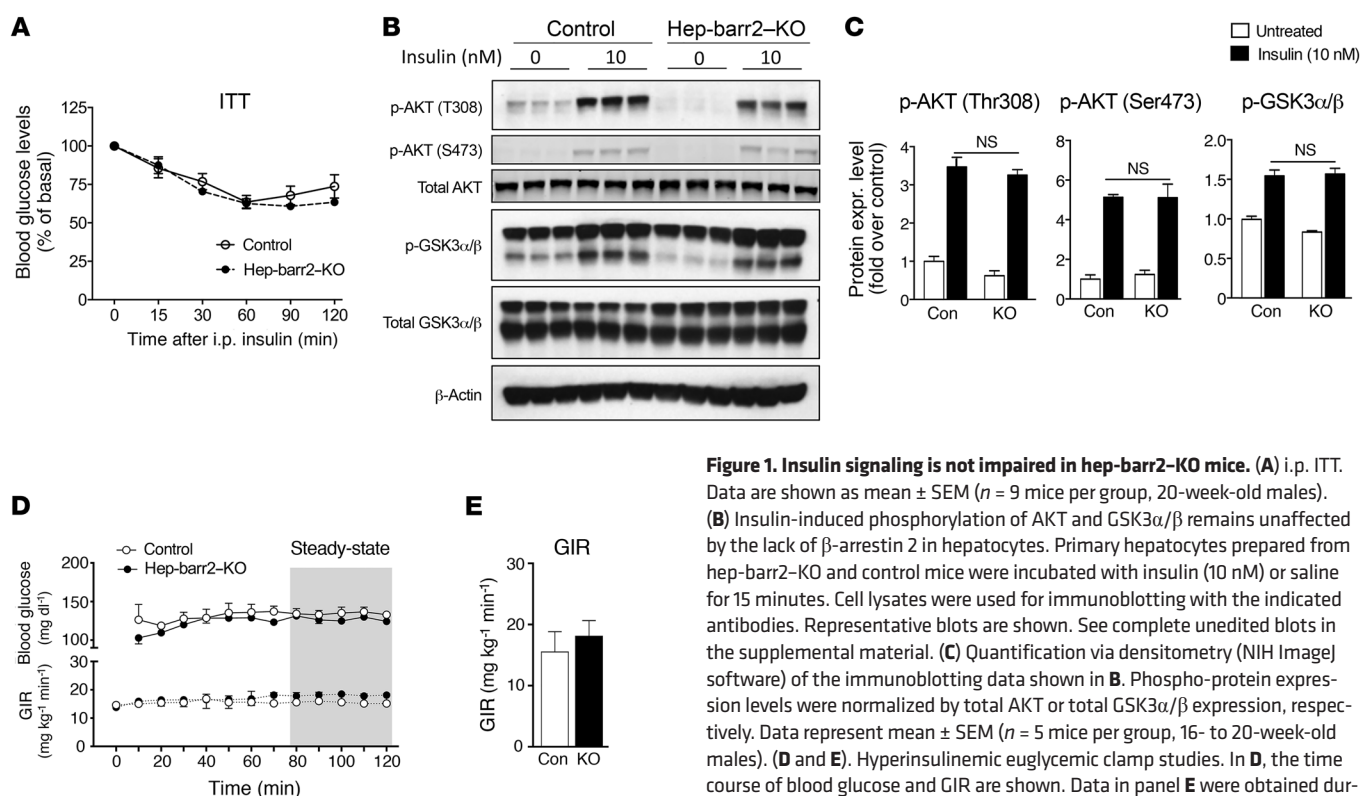 A
ITT
Blood glucose levels
(% of basal)
125
100
75
50
25
0
Control
Hep-barr2–KO
0 15 30 60 90 120
Time after i.p. insulin (min)
B
Control Hep-barr2–KO
Insulin (nM) 0 10 0 10
p-AKT (T308)
p-AKT (S473)
Total AKT
p-GSK3α/β
Total GSK3α/β
β-Actin
C
Untreated
Insulin (10 nM)
p-AKT (Thr308) p-AKT (Ser473) p-GSK3α/β
Protein expr. level
(fold over control)
4
3
2
1
0
NS
Con KO
8
6
4
2
0
NS
Con KO
2.0
1.5
1.0
0.5
0
NS
Con KO
D
Control
Hep-barr2–KO
Steady-state
Blood glucose
(mg dl-1)
200
150
100
GIR
(mg kg-1 min-1)
30
20
10
0
0 20 40 60 80 100 120
Time (min)
E
GIR
GIR (mg kg-1 min-1)
30
20
10
0
Con KO
Figure 1. Insulin signaling is not impaired in hep-barr2–KO mice. (A) i.p. ITT.
Data are shown as mean ± SEM (n = 9 mice per group, 20-week-old males).
(B) Insulin-induced phosphorylation of AKT and GSK3α/β remains unaffected
by the lack of β-arrestin 2 in hepatocytes. Primary hepatocytes prepared from
hep-barr2–KO and control mice were incubated with insulin (10 nM) or saline
for 15 minutes. Cell lysates were used for immunoblotting with the indicated
antibodies. Representative blots are shown. See complete unedited blots in
the supplemental material. (C) Quantification via densitometry (NIH ImageJ
software) of the immunoblotting data shown in B. Phospho-protein expres-
sion levels were normalized by total AKT or total GSK3α/β expression, respec-
tively. Data represent mean ± SEM (n = 5 mice per group, 16- to 20-week-old
males). (D and E). Hyperinsulinemic euglycemic clamp studies. In D, the time
course of blood glucose and GIR are shown. Data in panel E were obtained dur-